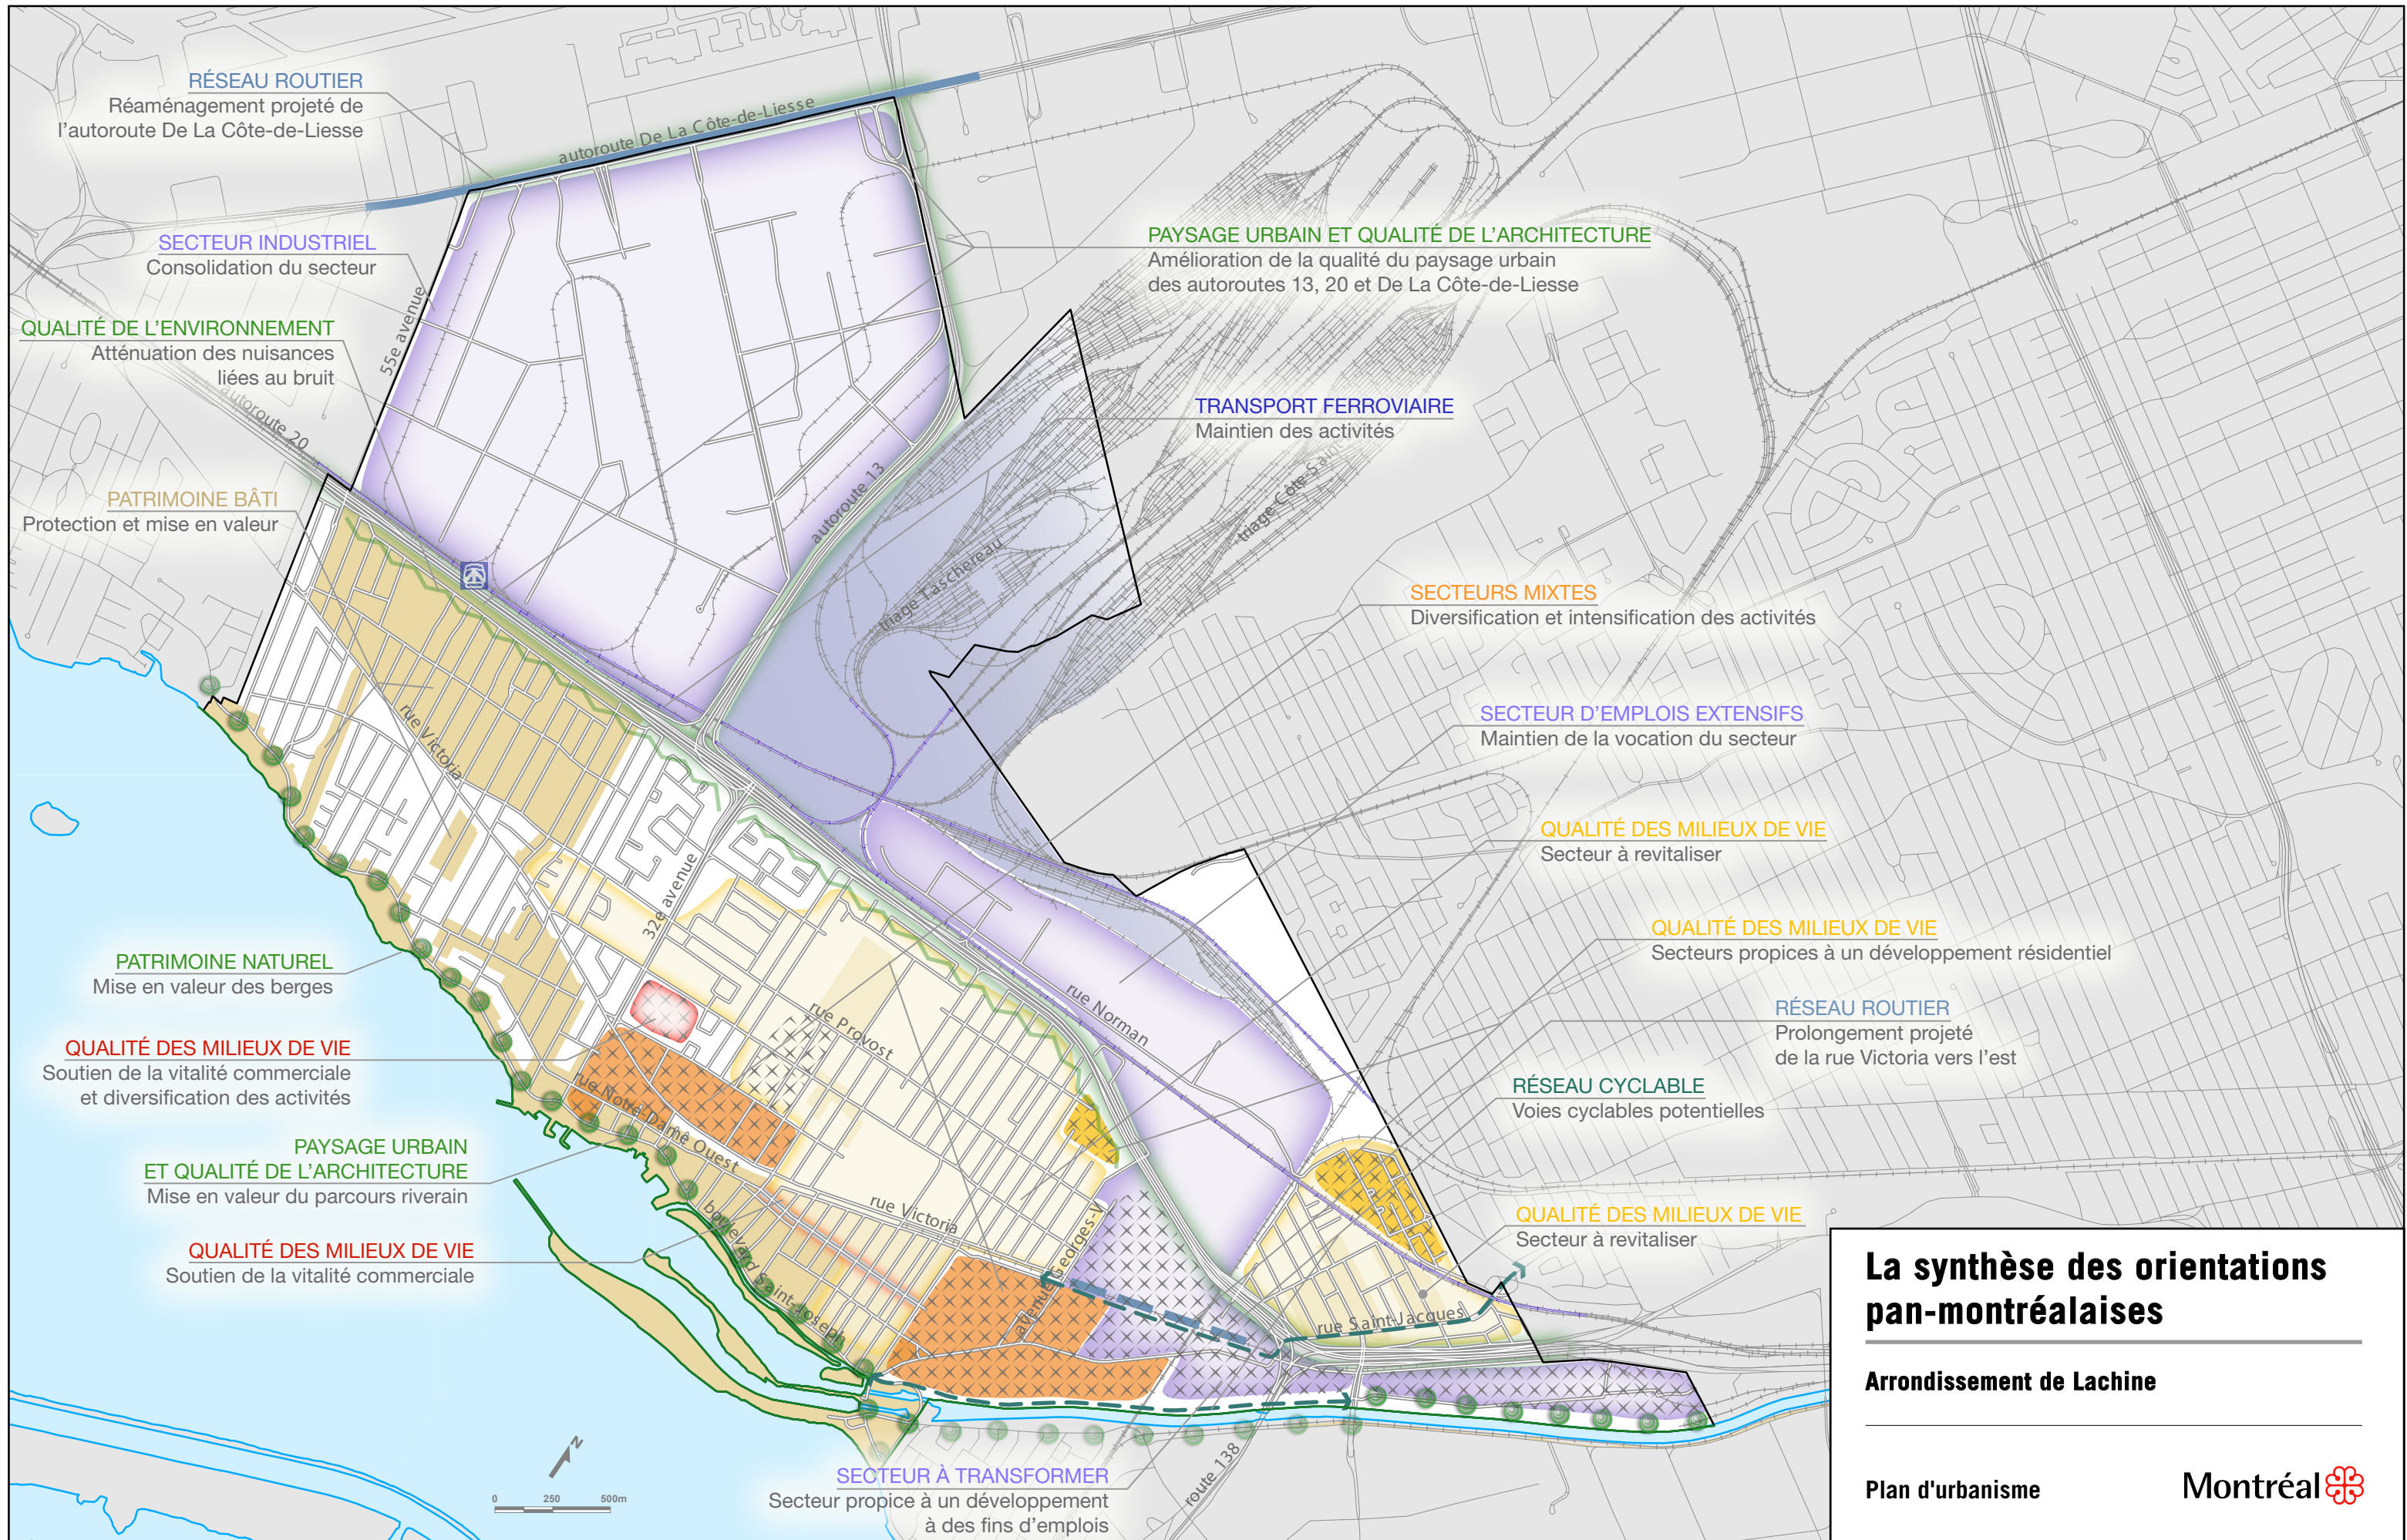 RÉSEAU ROUTIER
Réaménagement projeté de
l'autoroute De La Côte-de-Liesse
autoroute De La Côte-de-Liesse
SECTEUR INDUSTRIEL
Consolidation du secteur
PAYSAGE URBAIN ET QUALITÉ DE L'ARCHITECTURE
Amélioration de la qualité du paysage urbain
des autoroutes 13, 20 et De La Côte-de-Liesse
55e avenue
QUALITÉ DE L'ENVIRONNEMENT
Atténuation des nuisances
liées au bruit
autoroute 20
TRANSPORT FERROVIAIRE
Maintien des activités
autoroute 13
triage Côte-Saint
triage Taschereau
PATRIMOINE BÂTI
Protection et mise en valeur
SECTEURS MIXTES
Diversification et intensification des activités
rue Victoria
SECTEUR D'EMPLOIS EXTENSIFS
Maintien de la vocation du secteur
QUALITÉ DES MILIEUX DE VIE
Secteur à revitaliser
32e avenue
QUALITÉ DES MILIEUX DE VIE
Secteurs propices à un développement résidentiel
PATRIMOINE NATUREL
Mise en valeur des berges
rue Norman
rue Provost
RÉSEAU ROUTIER
Prolongement projeté
de la rue Victoria vers l'est
QUALITÉ DES MILIEUX DE VIE
Soutien de la vitalité commerciale
et diversification des activités
RÉSEAU CYCLABLE
Voies cyclables potentielles
rue Notre-Dame Ouest
PAYSAGE URBAIN
ET QUALITÉ DE L'ARCHITECTURE
Mise en valeur du parcours riverain
rue Victoria
avenue Georges-V
boulevard Saint-Joseph
QUALITÉ DES MILIEUX DE VIE
Secteur à revitaliser
QUALITÉ DES MILIEUX DE VIE
Soutien de la vitalité commerciale
rue Saint-Jacques
route 138
SECTEUR À TRANSFORMER
Secteur propice à un développement
à des fins d'emplois
N
0 250 500m
La synthèse des orientations
pan-montréalaises
Arrondissement de Lachine
Plan d'urbanisme
Montréal